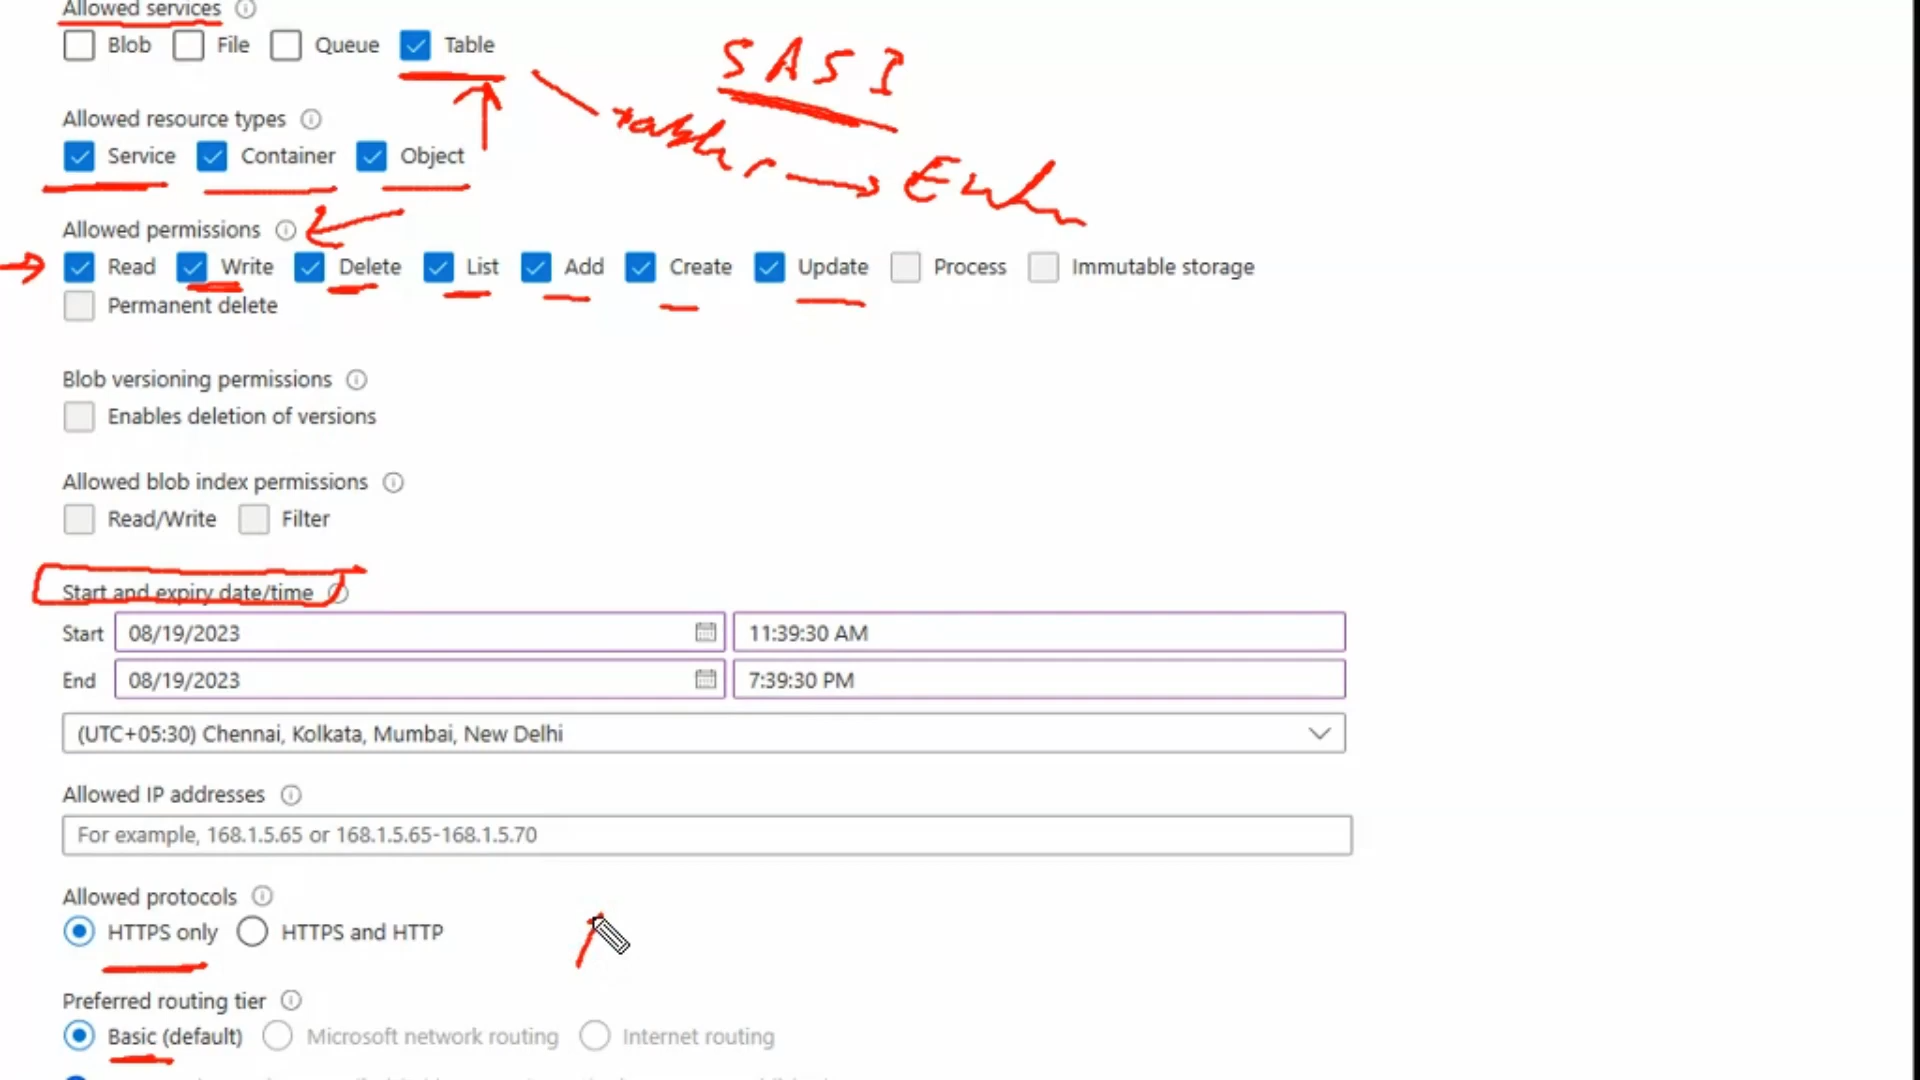 Allowed services
Blob File Queue Table
SASI
Allowed resource types
Service Container Object
Allowed permissions
Read Write Delete List Add Create Update Process Immutable storage
Permanent delete
Blob versioning permissions
Enables deletion of versions
Allowed blob index permissions
Read/Write Filter
Start and expiry date/time
Start 08/19/2023 11:39:30 AM
End 08/19/2023 7:39:30 PM
(UTC+05:30) Chennai, Kolkata, Mumbai, New Delhi
Allowed IP addresses
For example, 168.1.5.65 or 168.1.5.65-168.1.5.70
Allowed protocols
HTTPS only HTTPS and HTTP
Preferred routing tier
Basic (default) Microsoft network routing Internet routing